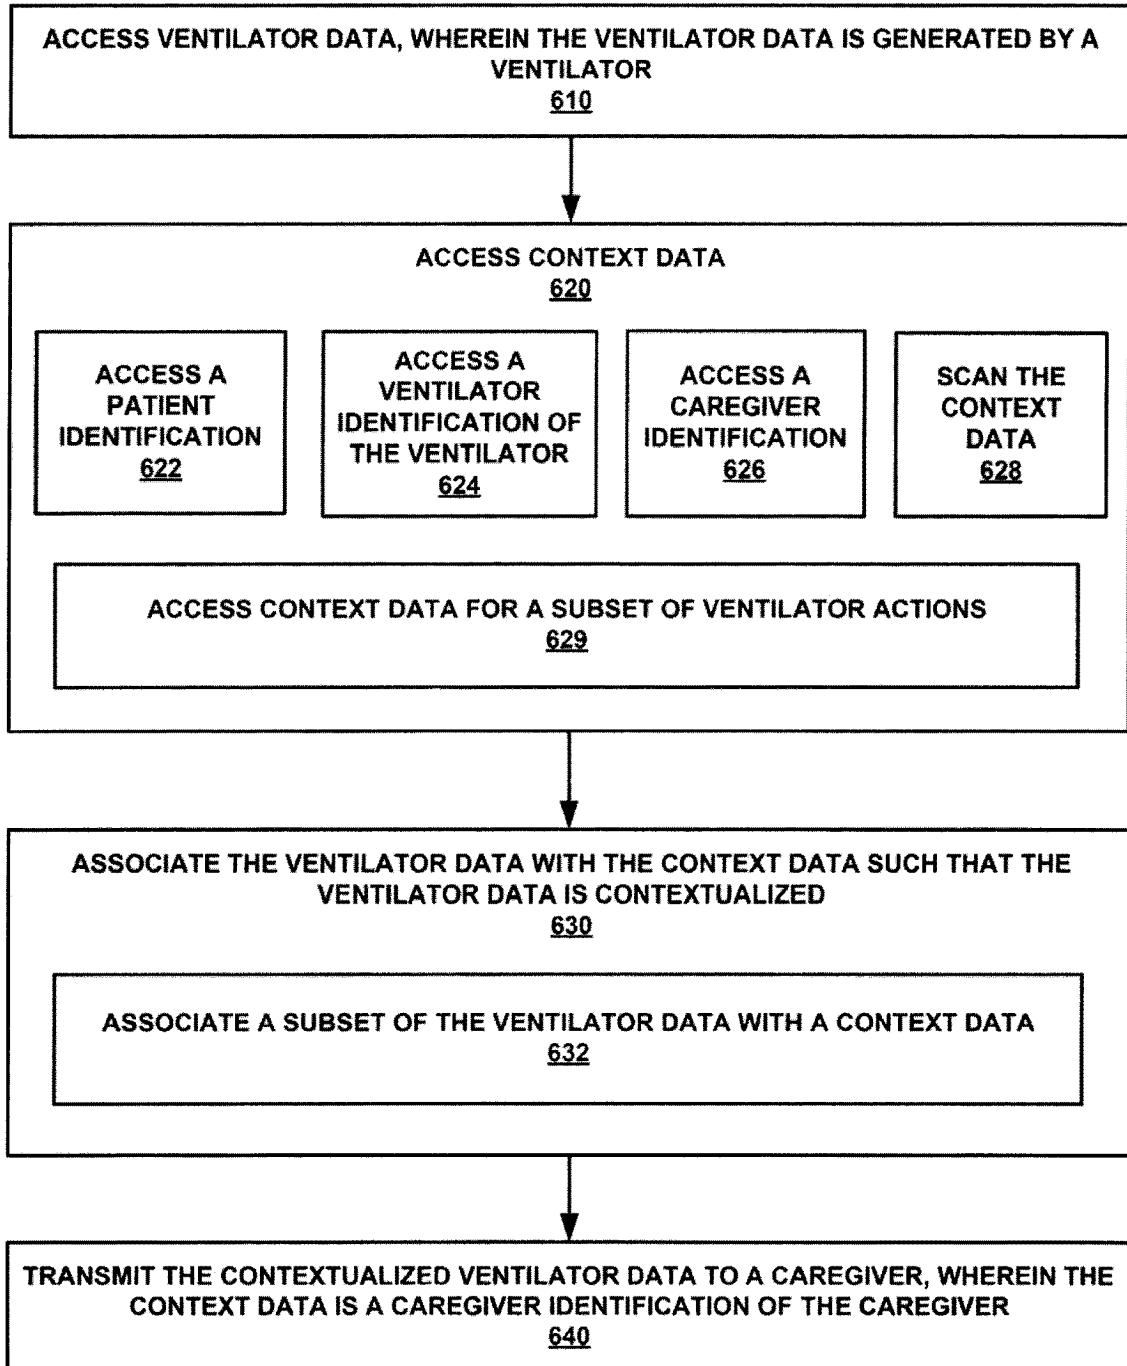 ACCESS VENTILATOR DATA, WHEREIN THE VENTILATOR DATA IS GENERATED BY A
VENTILATOR
610
ACCESS CONTEXT DATA
620
ACCESS A
PATIENT
IDENTIFICATION
622
ACCESS A
VENTILATOR
IDENTIFICATION OF
THE VENTILATOR
624
ACCESS A
CAREGIVER
IDENTIFICATION
626
SCAN THE
CONTEXT
DATA
628
ACCESS CONTEXT DATA FOR A SUBSET OF VENTILATOR ACTIONS
629
ASSOCIATE THE VENTILATOR DATA WITH THE CONTEXT DATA SUCH THAT THE
VENTILATOR DATA IS CONTEXTUALIZED
630
ASSOCIATE A SUBSET OF THE VENTILATOR DATA WITH A CONTEXT DATA
632
TRANSMIT THE CONTEXTUALIZED VENTILATOR DATA TO A CAREGIVER, WHEREIN THE
CONTEXT DATA IS A CAREGIVER IDENTIFICATION OF THE CAREGIVER
640